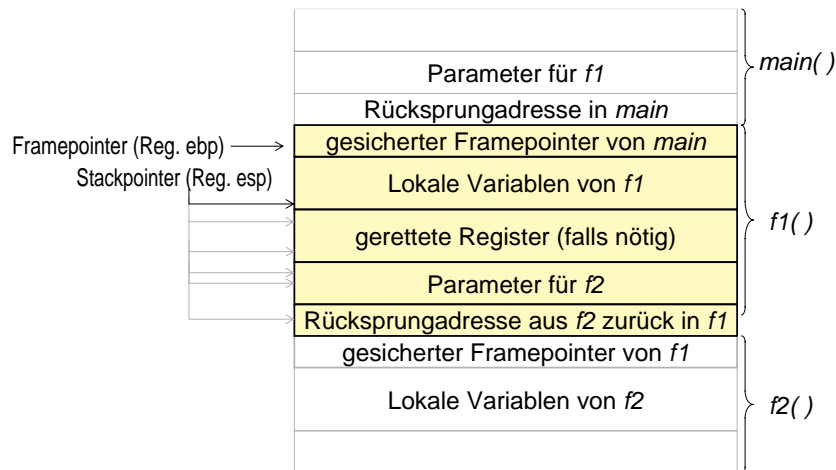 Parameter für f1
main( )
Rücksprungadresse in main
Framepointer (Reg. ebp)
gesicherter Framepointer von main
Stackpointer (Reg. esp)
Lokale Variablen von f1
gerettete Register (falls nötig)
f1( )
Parameter für f2
Rücksprungadresse aus f2 zurück in f1
gesicherter Framepointer von f1
Lokale Variablen von f2
f2( )